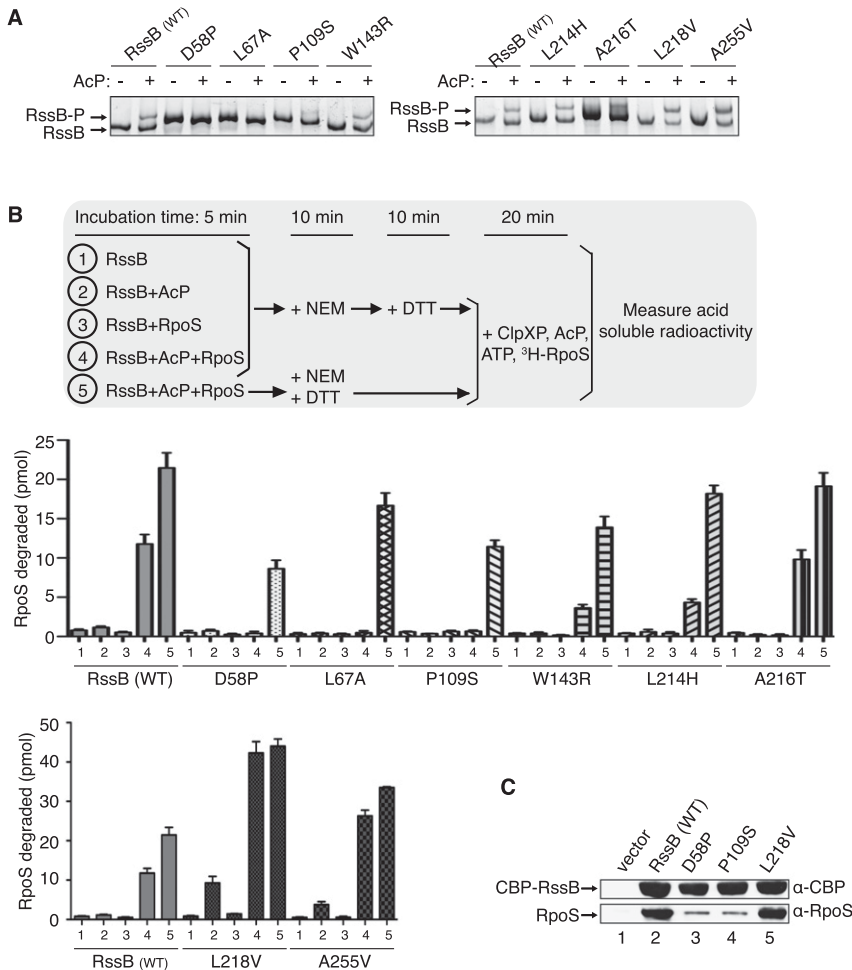 A
RssB (WT) D58P L67A P109S W143R
AcP: - + - + - + - + - +
RssB-P
RssB
RssB (WT) L214H A216T L218V A255V
AcP: - + - + - + - + - +
RssB-P
RssB
B
Incubation time: 5 min 10 min 10 min 20 min
1 RssB
2 RssB+AcP
3 RssB+RpoS
4 RssB+AcP+RpoS
5 RssB+AcP+RpoS
+ NEM + DTT
+ NEM
+ DTT
+ ClpXP, AcP,
ATP, ³H-RpoS
Measure acid
soluble radioactivity
RpoS degraded (pmol)
25
20
15
10
5
0
1 2 3 4 5 1 2 3 4 5 1 2 3 4 5 1 2 3 4 5 1 2 3 4 5 1 2 3 4 5 1 2 3 4 5
RssB (WT) D58P L67A P109S W143R L214H A216T
RpoS degraded (pmol)
50
40
30
20
10
0
1 2 3 4 5 1 2 3 4 5 1 2 3 4 5
RssB (WT) L218V A255V
C
vector RssB (WT) D58P P109S L218V
CBP-RssB α-CBP
RpoS α-RpoS
1 2 3 4 5